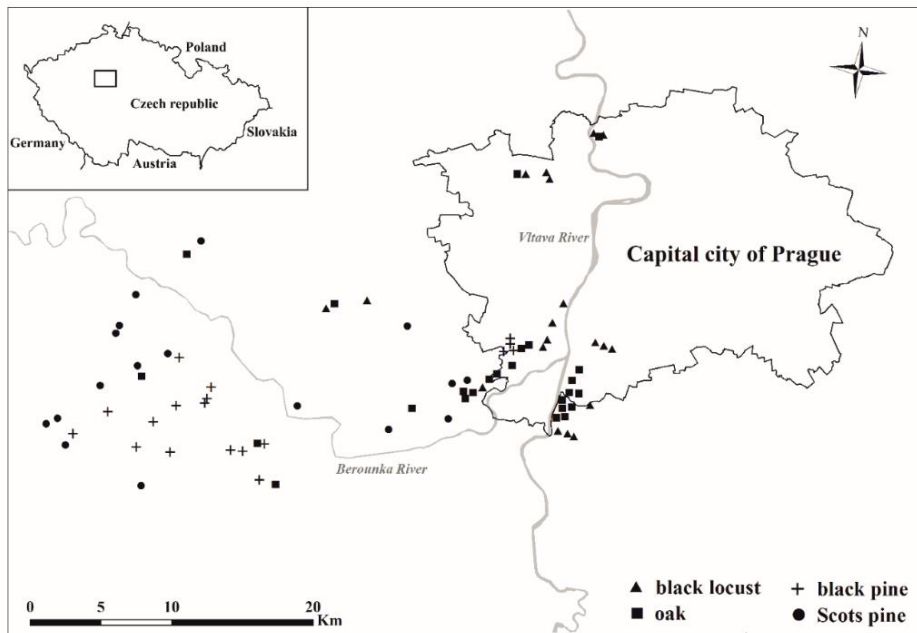 Poland
Czech republic
Germany
Slovakia
Austria
N
Vltava River
Capital city of Prague
Berounka River
black locust
black pine
oak
Scots pine
0 5 10 20
Km